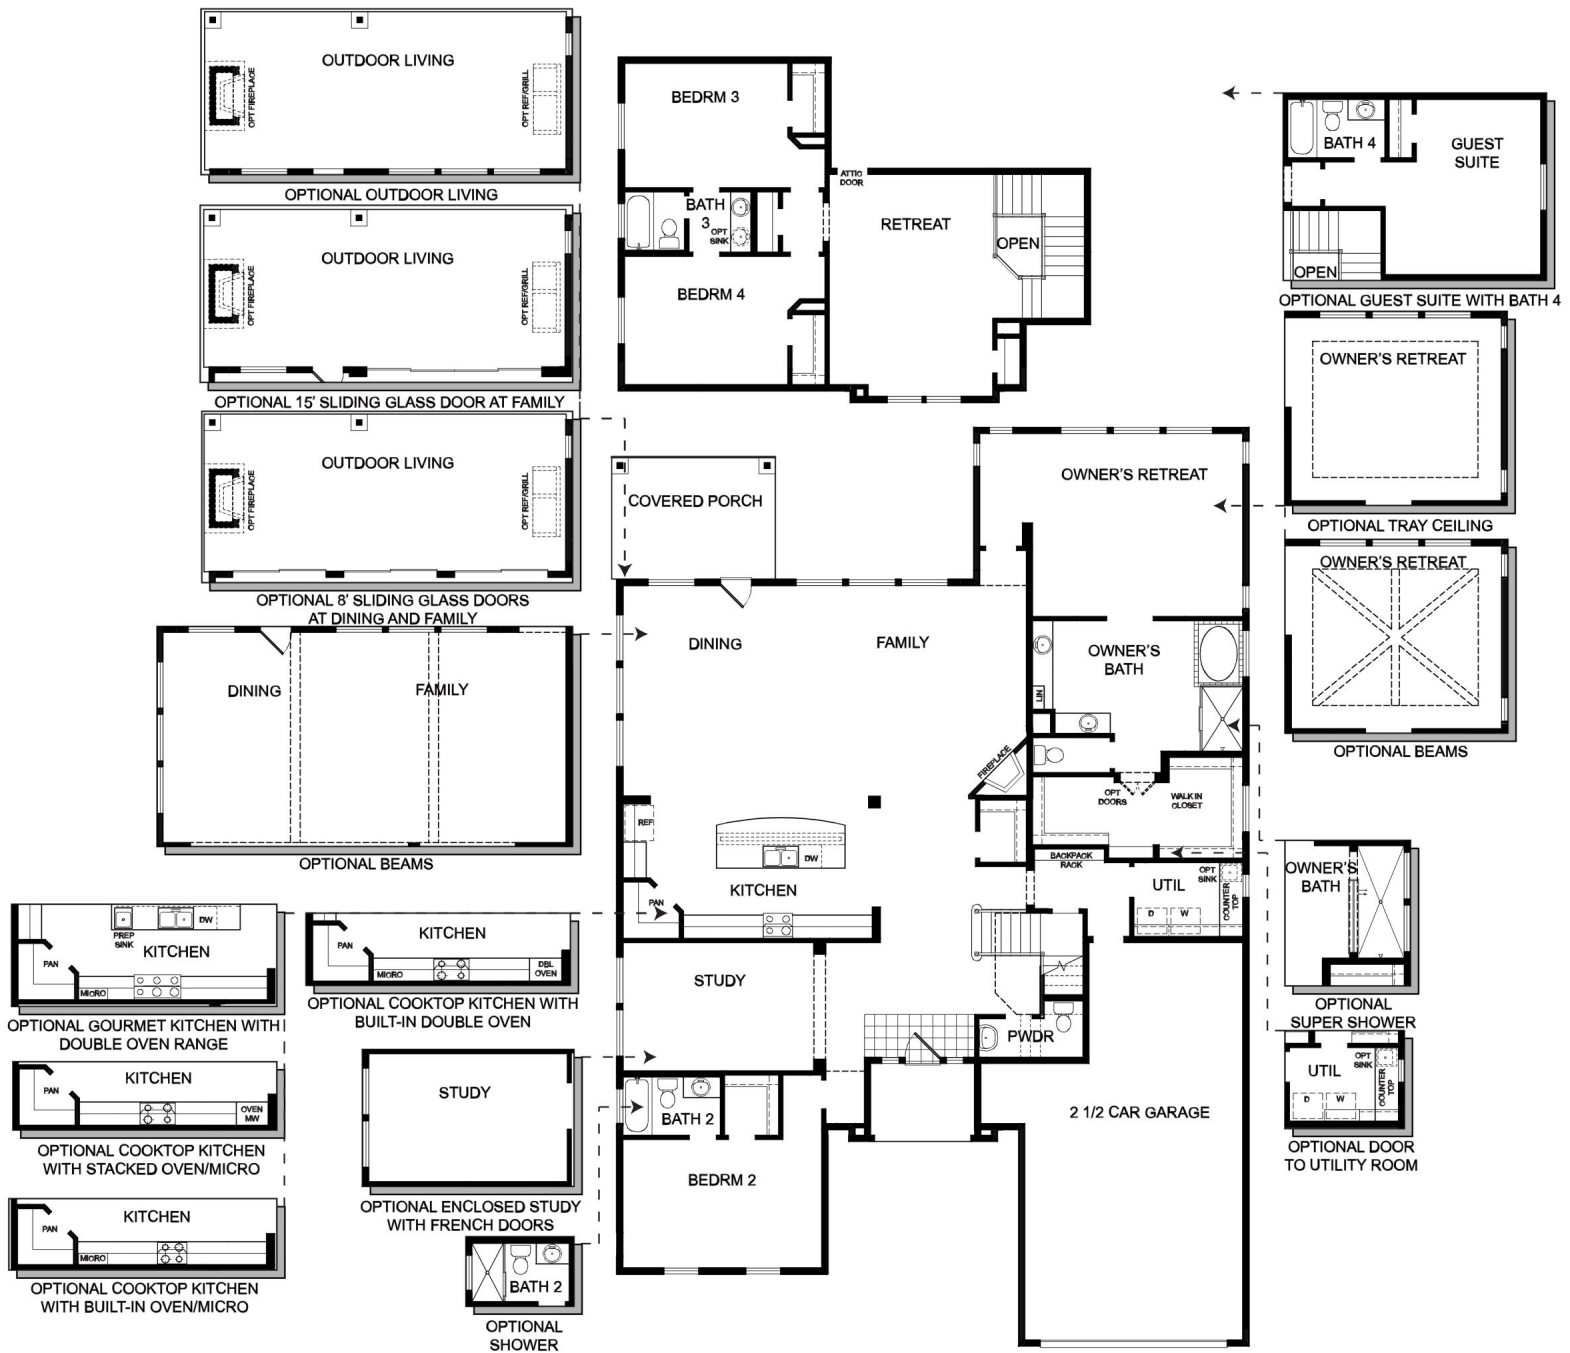 OUTDOOR LIVING
OPT FIREPLACE
OPT REF/GRILL
OPTIONAL OUTDOOR LIVING
OUTDOOR LIVING
OPT FIREPLACE
OPT REF/GRILL
OPTIONAL 15' SLIDING GLASS DOOR AT FAMILY
OUTDOOR LIVING
OPT FIREPLACE
OPT REF/GRILL
OPTIONAL 8' SLIDING GLASS DOORS
AT DINING AND FAMILY
DINING
FAMILY
OPTIONAL BEAMS
BEDRM 3
BATH
3
OPT
SINK
BEDRM 4
ATTIC
DOOR
RETREAT
OPEN
BATH 4
GUEST
SUITE
OPEN
OPTIONAL GUEST SUITE WITH BATH 4
OWNER'S RETREAT
OPTIONAL TRAY CEILING
OWNER'S RETREAT
OPTIONAL BEAMS
COVERED PORCH
OWNER'S RETREAT
DINING
FAMILY
OWNER'S
BATH
LIN
FIREPLACE
OPT
DOORS
WALK IN
CLOSET
REF
DW
KITCHEN
PAN
BACKPACK
RACK
UTIL
OPT
SINK
COUNTER
TOP
D
W
STUDY
PWDR
BATH 2
BEDRM 2
2 1/2 CAR GARAGE
PREP
SINK
DW
KITCHEN
PAN
MICRO
OPTIONAL GOURMET KITCHEN WITH
DOUBLE OVEN RANGE
KITCHEN
PAN
MICRO
DBL
OVEN
OPTIONAL COOKTOP KITCHEN WITH
BUILT-IN DOUBLE OVEN
KITCHEN
PAN
OVEN
MW
OPTIONAL COOKTOP KITCHEN
WITH STACKED OVEN/MICRO
KITCHEN
PAN
MICRO
OPTIONAL COOKTOP KITCHEN
WITH BUILT-IN OVEN/MICRO
STUDY
OPTIONAL ENCLOSED STUDY
WITH FRENCH DOORS
BATH 2
OPTIONAL
SHOWER
OWNER'S
BATH
OPTIONAL
SUPER SHOWER
UTIL
OPT
SINK
COUNTER
TOP
D
W
OPTIONAL DOOR
TO UTILITY ROOM